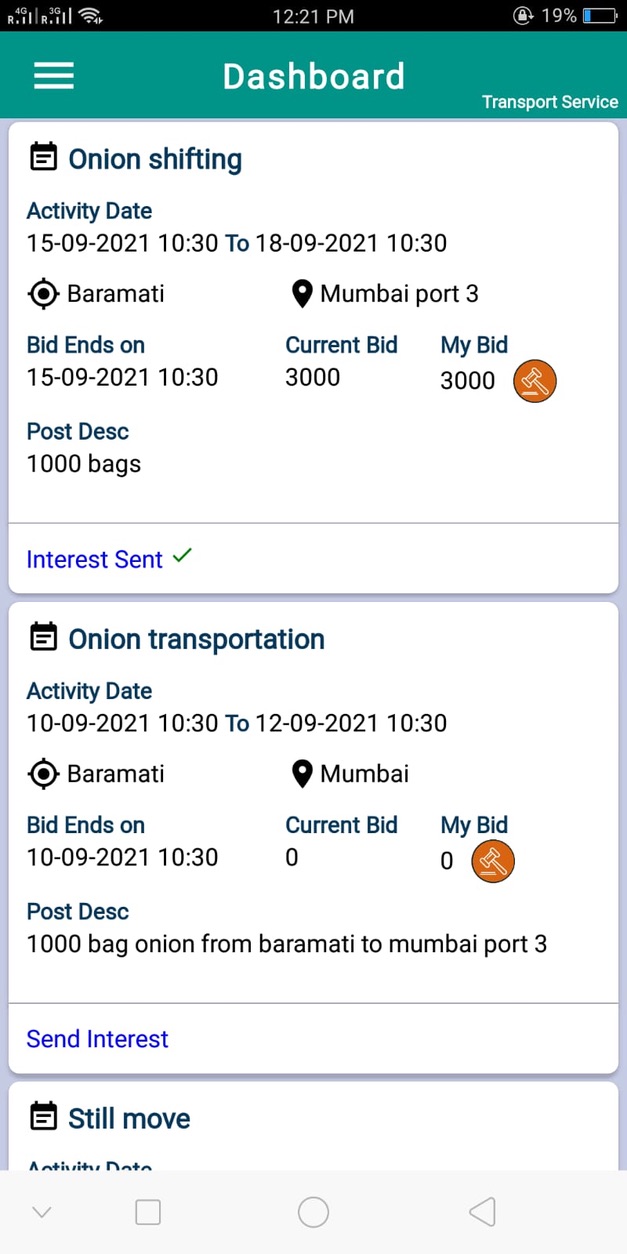 4G R 3G R 12:21 PM 19%
Dashboard
Transport Service
Onion shifting
Activity Date
15-09-2021 10:30 To 18-09-2021 10:30
Baramati Mumbai port 3
Bid Ends on Current Bid My Bid
15-09-2021 10:30 3000 3000
Post Desc
1000 bags
Interest Sent
Onion transportation
Activity Date
10-09-2021 10:30 To 12-09-2021 10:30
Baramati Mumbai
Bid Ends on Current Bid My Bid
10-09-2021 10:30 0 0
Post Desc
1000 bag onion from baramati to mumbai port 3
Send Interest
Still move
Activity Date